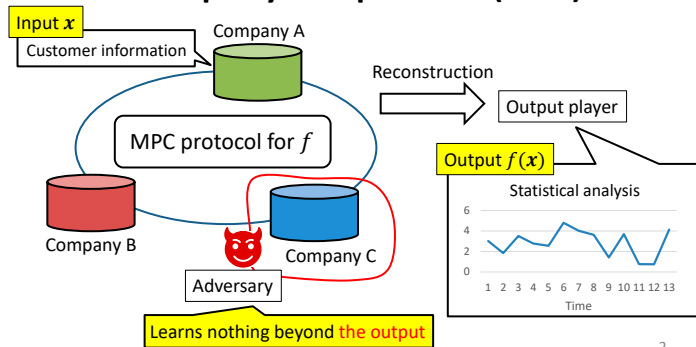 Input x
Company A
Customer information
Reconstruction
Output player
MPC protocol for f
Output f(x)
Statistical analysis
6
4
2
0
1 2 3 4 5 6 7 8 9 10 11 12 13
Time
Company B
Company C
Adversary
Learns nothing beyond the output